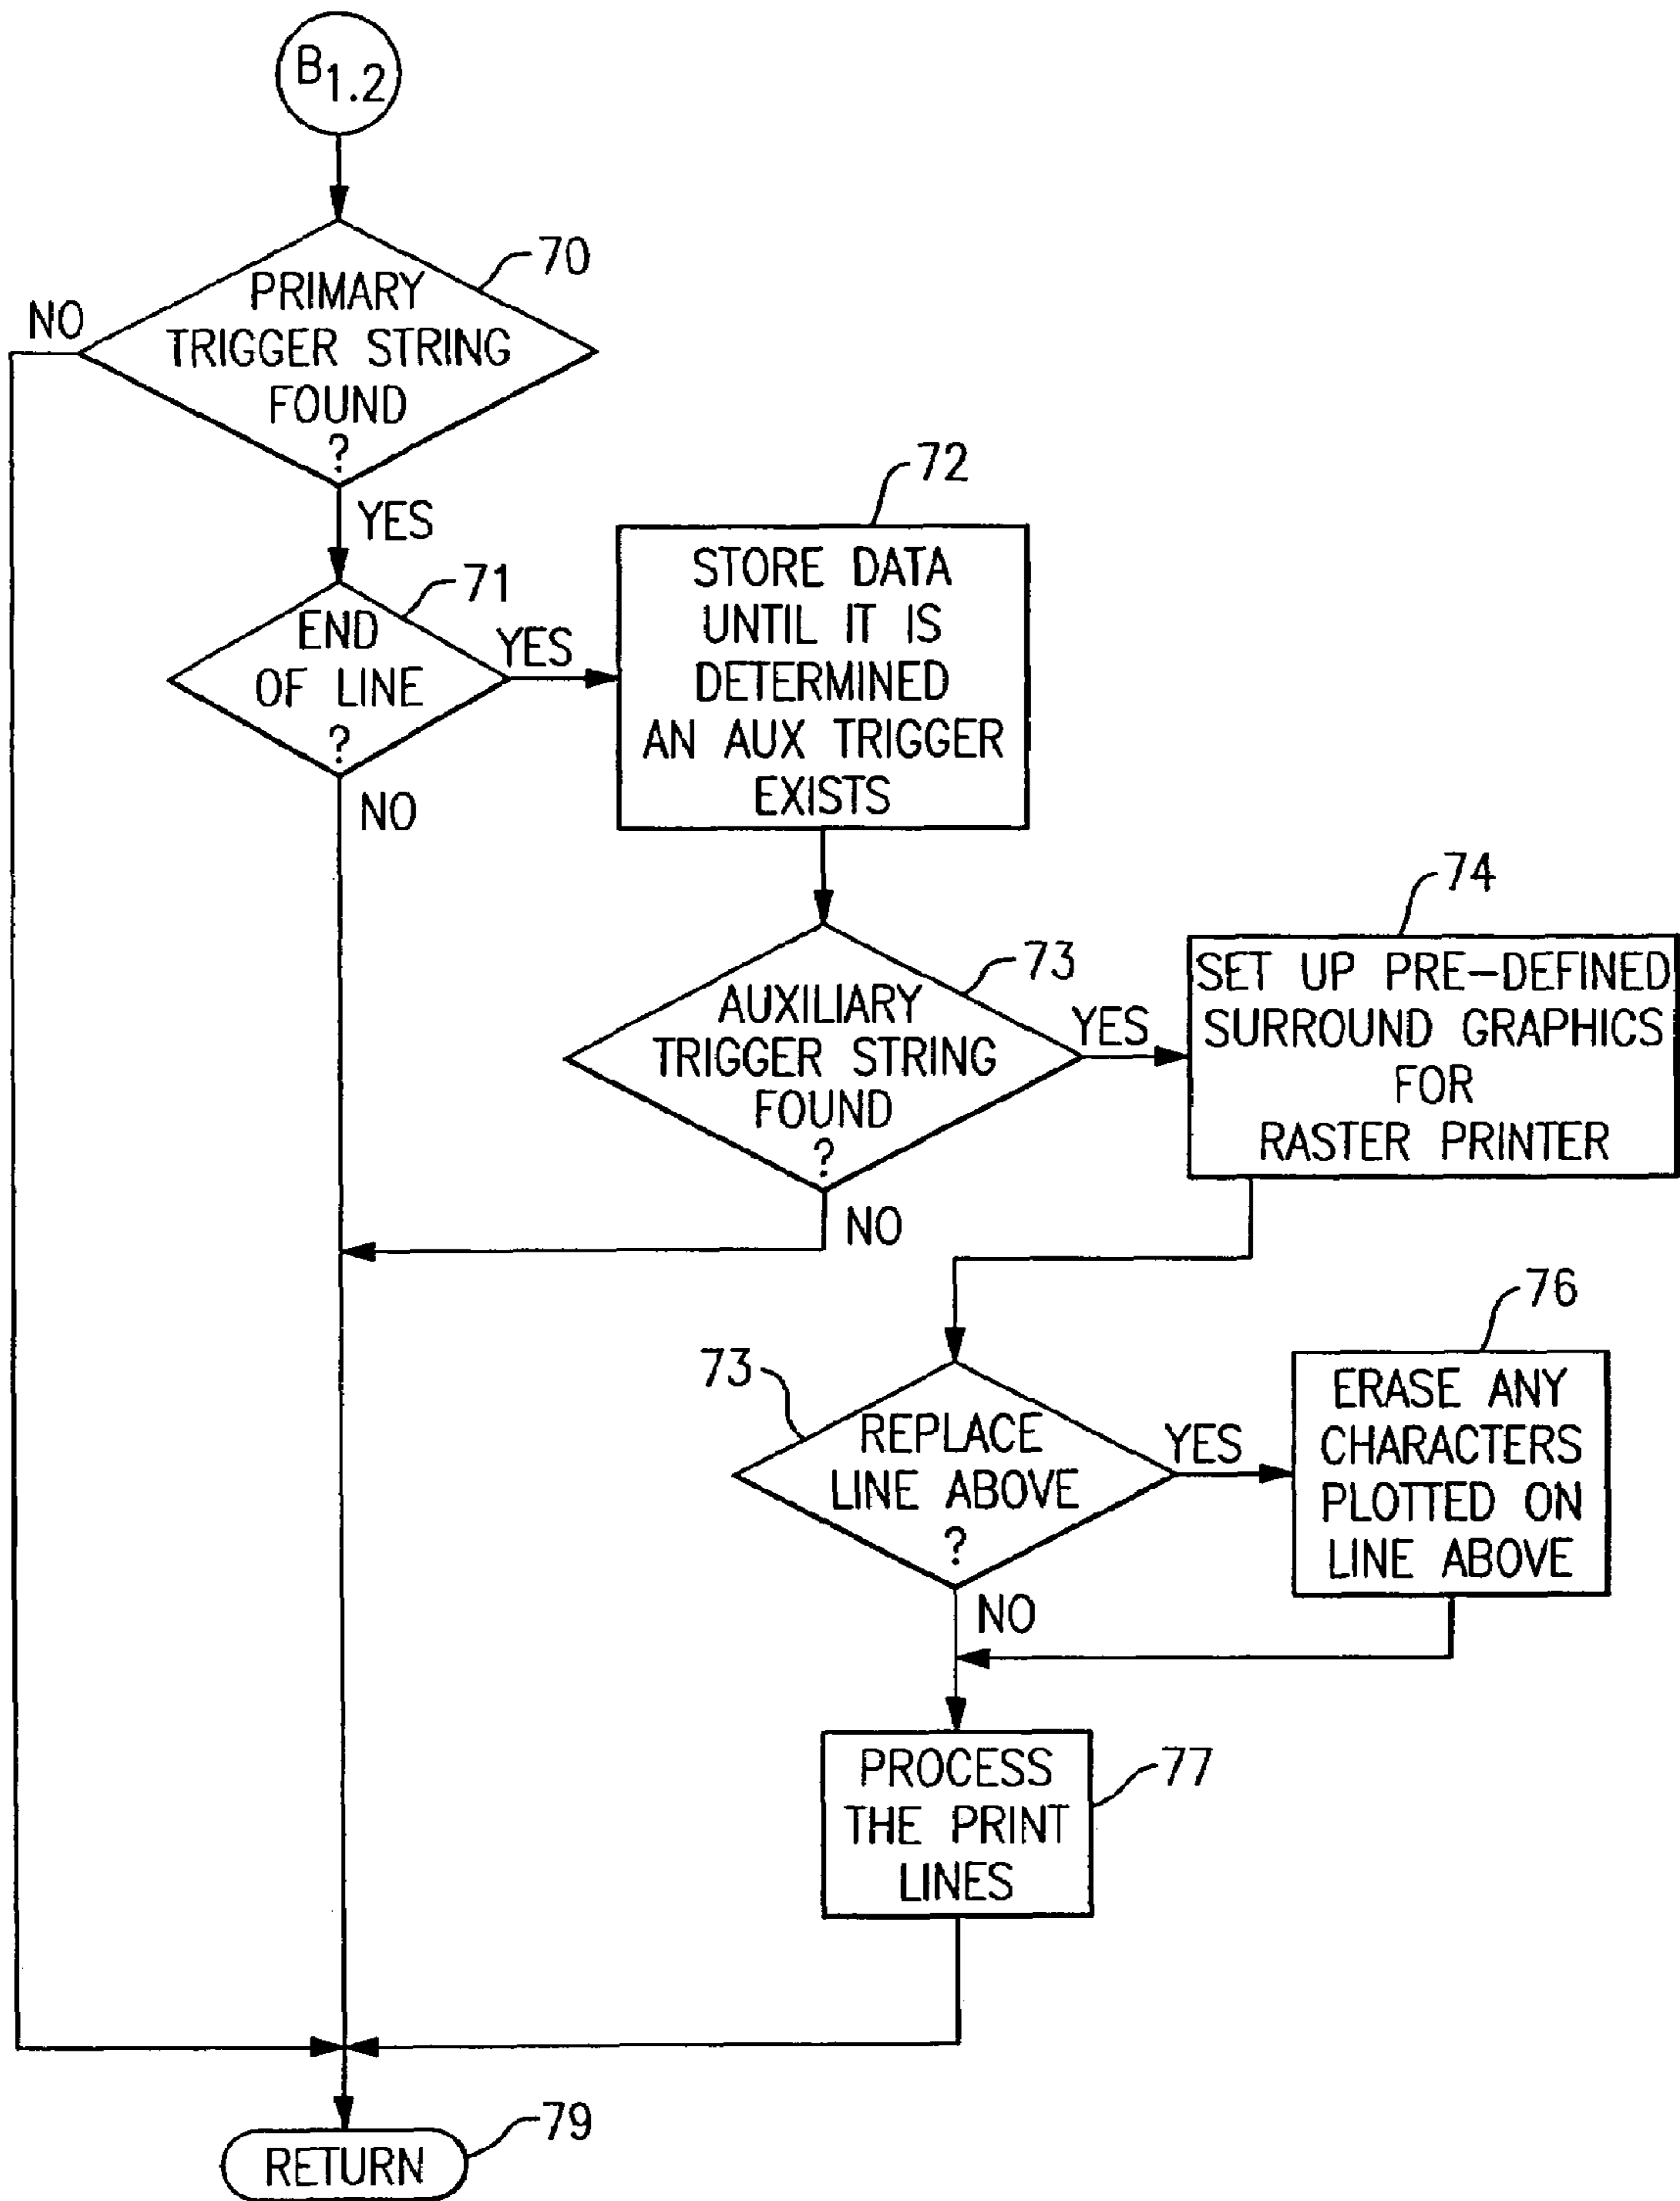 B1.2
70
PRIMARY
TRIGGER STRING
FOUND
?
NO
YES
71
END
OF LINE
?
YES
NO
72
STORE DATA
UNTIL IT IS
DETERMINED
AN AUX TRIGGER
EXISTS
73
AUXILIARY
TRIGGER STRING
FOUND
?
YES
NO
74
SET UP PRE-DEFINED
SURROUND GRAPHICS
FOR
RASTER PRINTER
73
REPLACE
LINE ABOVE
?
YES
NO
76
ERASE ANY
CHARACTERS
PLOTTED ON
LINE ABOVE
77
PROCESS
THE PRINT
LINES
79
RETURN